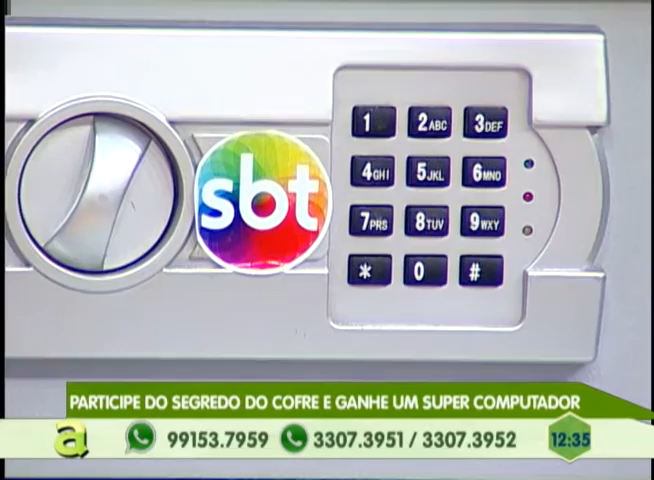 sbt
1 2ABC 3DEF
4GHI 5JKL 6MNO
7PRS 8TUV 9WXY
* 0 #
PARTICIPE DO SEGREDO DO COFRE E GANHE UM SUPER COMPUTADOR
a 99153.7959 3307.3951 / 3307.3952 12:35